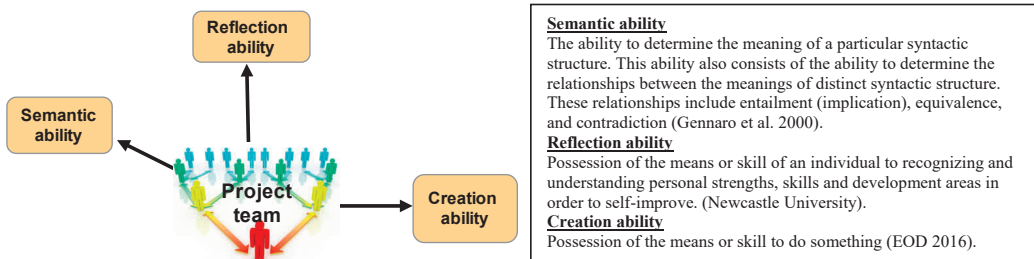 Reflection
ability
Semantic
ability
Project
team
Creation
ability
Semantic ability
The ability to determine the meaning of a particular syntactic
structure. This ability also consists of the ability to determine the
relationships between the meanings of distinct syntactic structure.
These relationships include entailment (implication), equivalence,
and contradiction (Gennaro et al. 2000).
Reflection ability
Possession of the means or skill of an individual to recognizing and
understanding personal strengths, skills and development areas in
order to self-improve. (Newcastle University).
Creation ability
Possession of the means or skill to do something (EOD 2016).